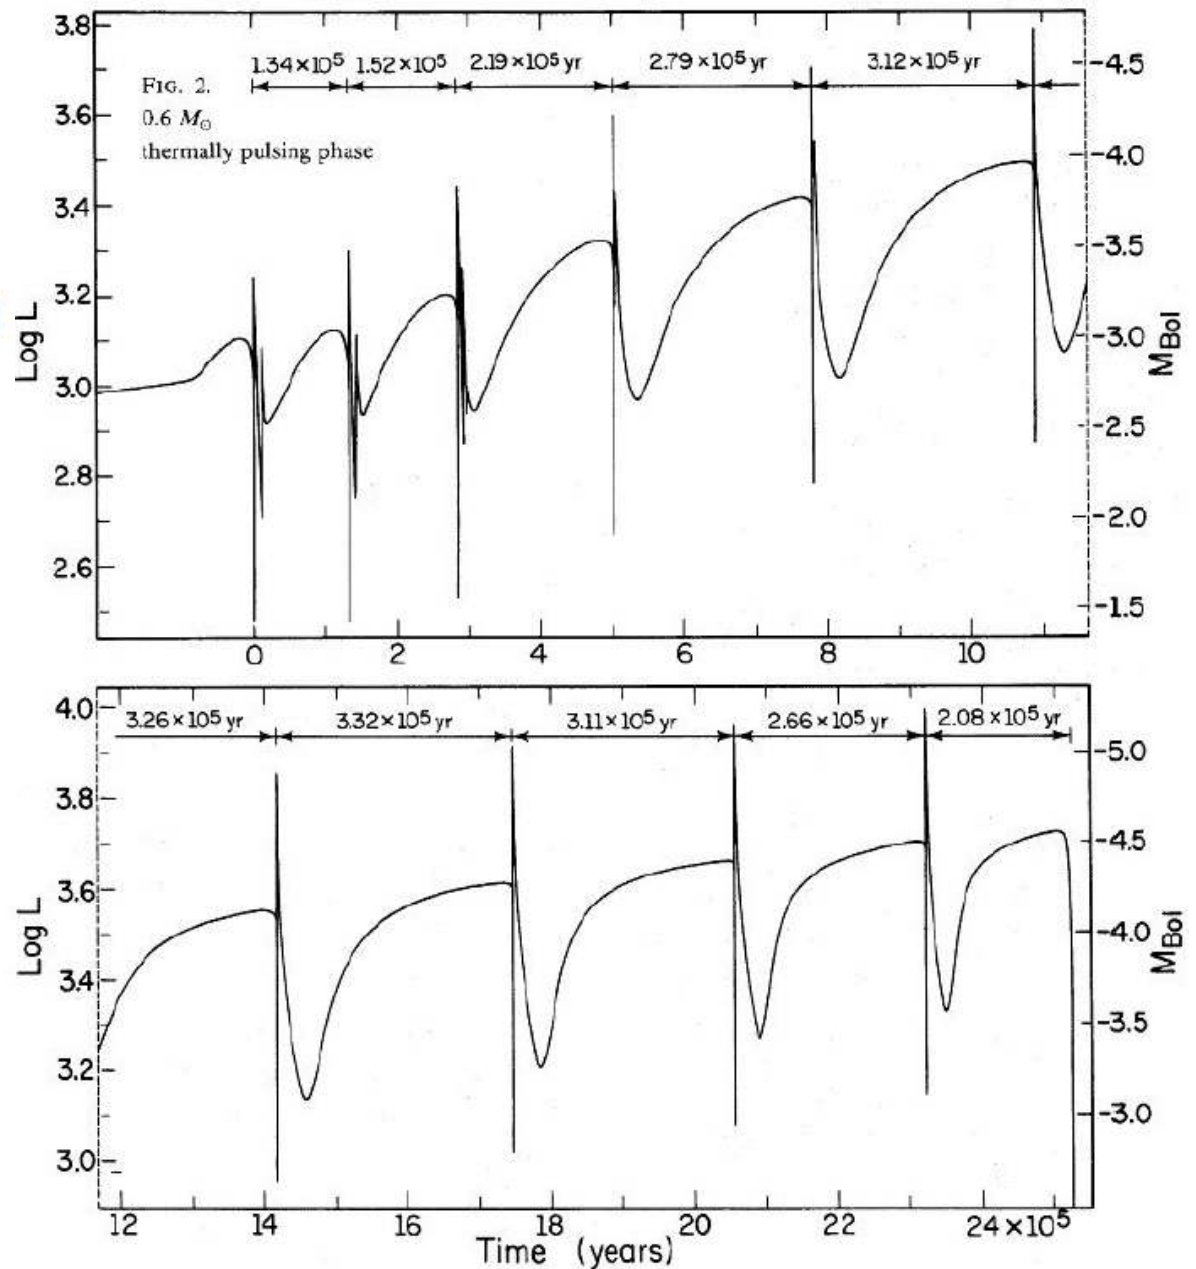 3.8
1.34×10⁵ 1.52×10⁵ 2.19×10⁵ yr 2.79×10⁵ yr 3.12×10⁵ yr
-4.5
FIG. 2.
0.6 M⊙
thermally pulsing phase
3.6
-4.0
3.4
-3.5
3.2
Log L
-3.0
MBol
3.0
-2.5
2.8
-2.0
2.6
-1.5
0 2 4 6 8 10
4.0
3.26×10⁵ yr 3.32×10⁵ yr 3.11×10⁵ yr 2.66×10⁵ yr 2.08×10⁵ yr
-5.0
3.8
-4.5
3.6
Log L
-4.0
MBol
3.4
-3.5
3.2
-3.0
3.0
12 14 16 18 20 22 24×10⁵
Time (years)